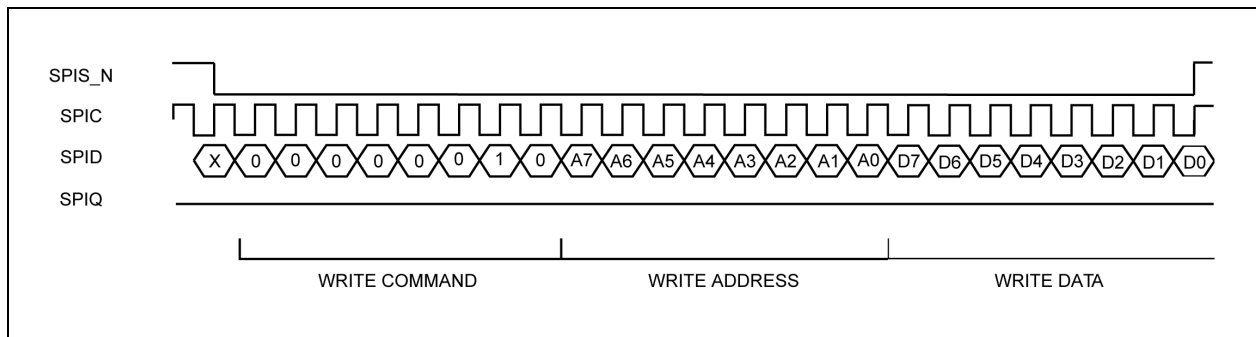 SPIS_N
SPIC
SPID X 0 0 0 0 0 0 1 0 A7 A6 A5 A4 A3 A2 A1 A0 D7 D6 D5 D4 D3 D2 D1 D0
SPIQ
WRITE COMMAND WRITE ADDRESS WRITE DATA